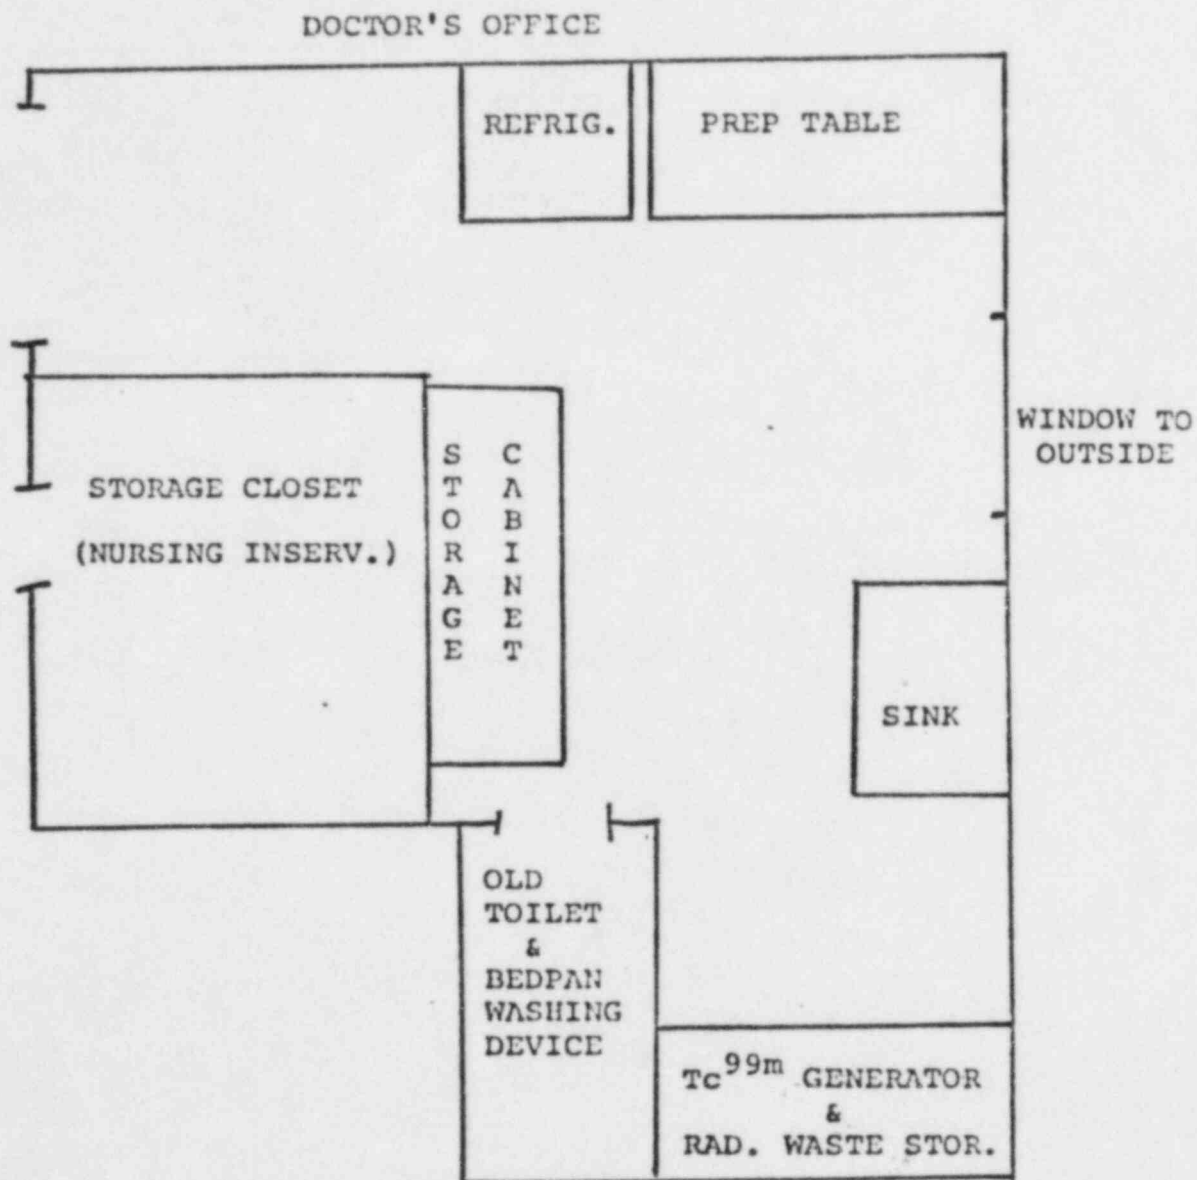 DOCTOR'S OFFICE
REFRIG.
PREP TABLE
WINDOW TO
OUTSIDE
STORAGE CLOSET
(NURSING INSERV.)
STORAGE
CABINET
SINK
OLD
TOILET
&
BEDPAN
WASHING
DEVICE
Tc99m GENERATOR
&
RAD. WASTE STOR.